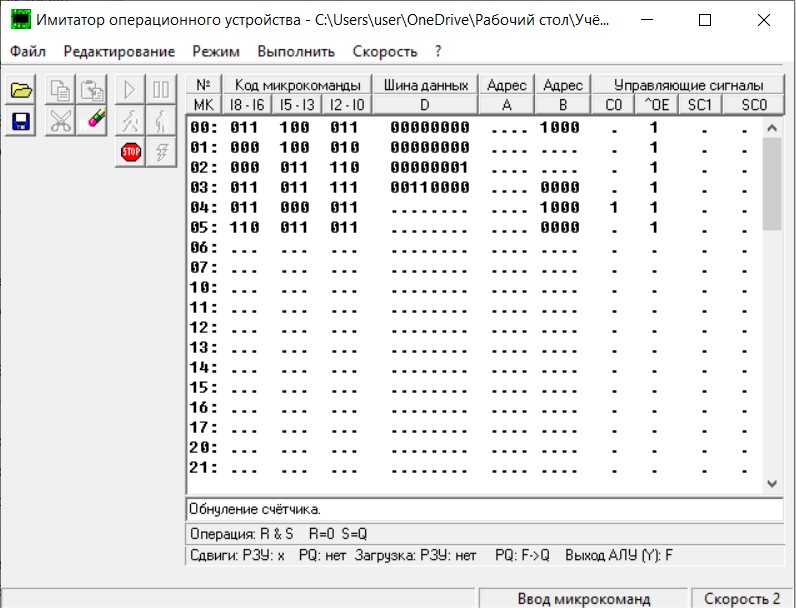 Имитатор операционного устройства - C:\Users\user\OneDrive\Рабочий стол\Учё...
Файл Редактирование Режим Выполнить Скорость ?
№ Код микрокоманды Шина данных Адрес Адрес Управляющие сигналы
МК I8 - I6 I5 - I3 I2 - I0 D A B C0 ^OE SC1 SC0
00: 011 100 011 00000000 .... 1000 . 1 . .
01: 000 100 010 00000000 .... .... . 1 . .
02: 000 011 110 00000001 .... .... . 1 . .
STOP
03: 011 011 111 00110000 .... 0000 . 1 . .
04: 011 000 011 ........ .... 1000 1 1 . .
05: 110 011 011 ........ .... 0000 . 1 . .
06: ... ... ... ........ .... .... . . . .
07: ... ... ... ........ .... .... . . . .
10: ... ... ... ........ .... .... . . . .
11: ... ... ... ........ .... .... . . . .
12: ... ... ... ........ .... .... . . . .
13: ... ... ... ........ .... .... . . . .
14: ... ... ... ........ .... .... . . . .
15: ... ... ... ........ .... .... . . . .
16: ... ... ... ........ .... .... . . . .
17: ... ... ... ........ .... .... . . . .
20: ... ... ... ........ .... .... . . . .
21: ... ... ... ........ .... .... . . . .
Обнуление счётчика.
Операция: R & S R=0 S=Q
Сдвиги: РЗУ: х PQ: нет Загрузка: РЗУ: нет PQ: F->Q Выход АЛУ (Y): F
Ввод микрокоманд Скорость 2